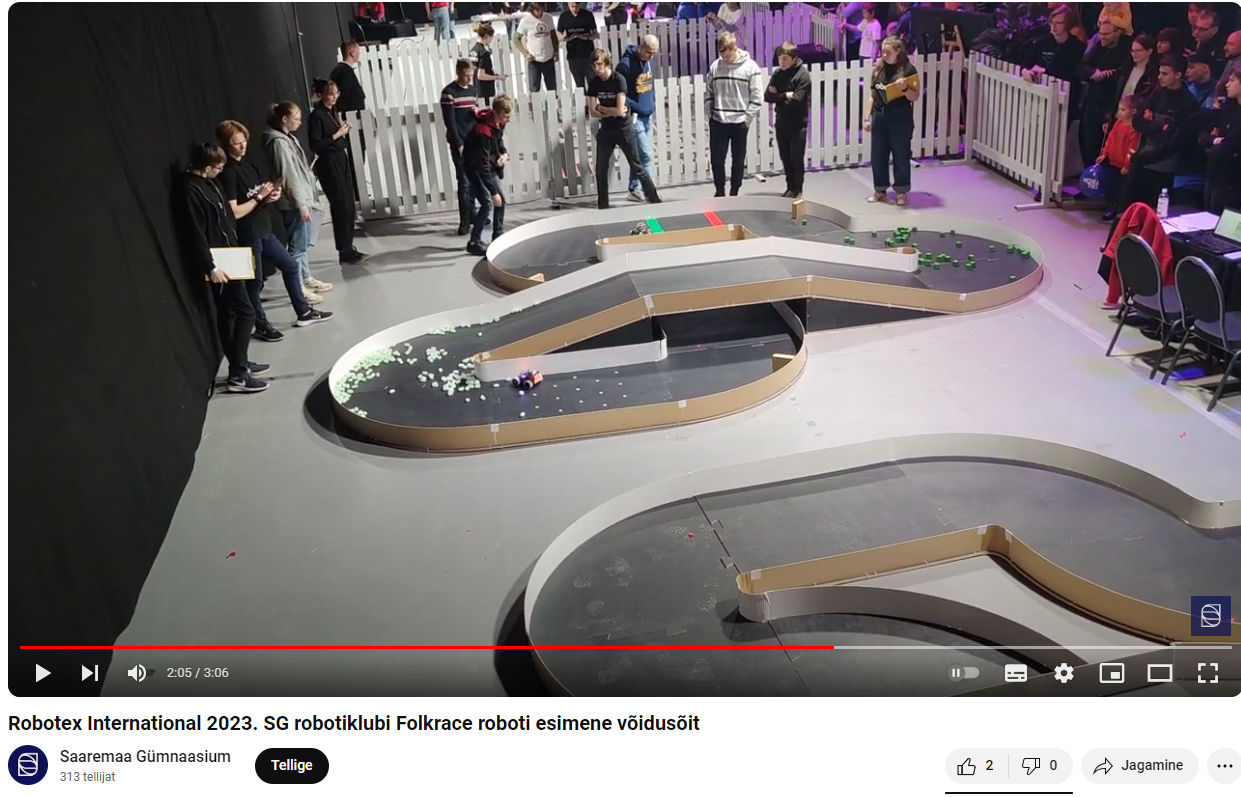 2:05 / 3:06
Robotex International 2023. SG robotiklubi Folkrace roboti esimene võidusõit
Saaremaa Gümnaasium
313 tellijat
Tellige
2
0
Jagamine